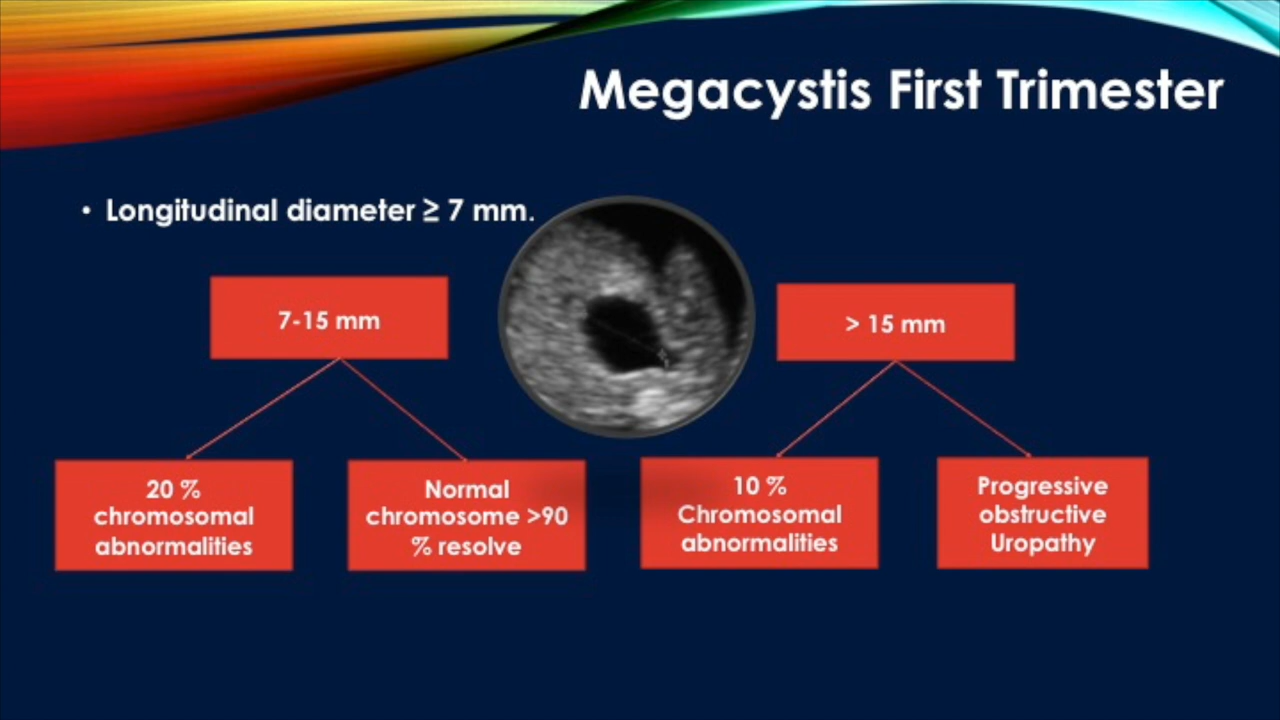 Megacystis First Trimester
• Longitudinal diameter ≥ 7 mm.
7-15 mm
> 15 mm
20 %
chromosomal
abnormalities
Normal
chromosome >90
% resolve
10 %
Chromosomal
abnormalities
Progressive
obstructive
Uropathy